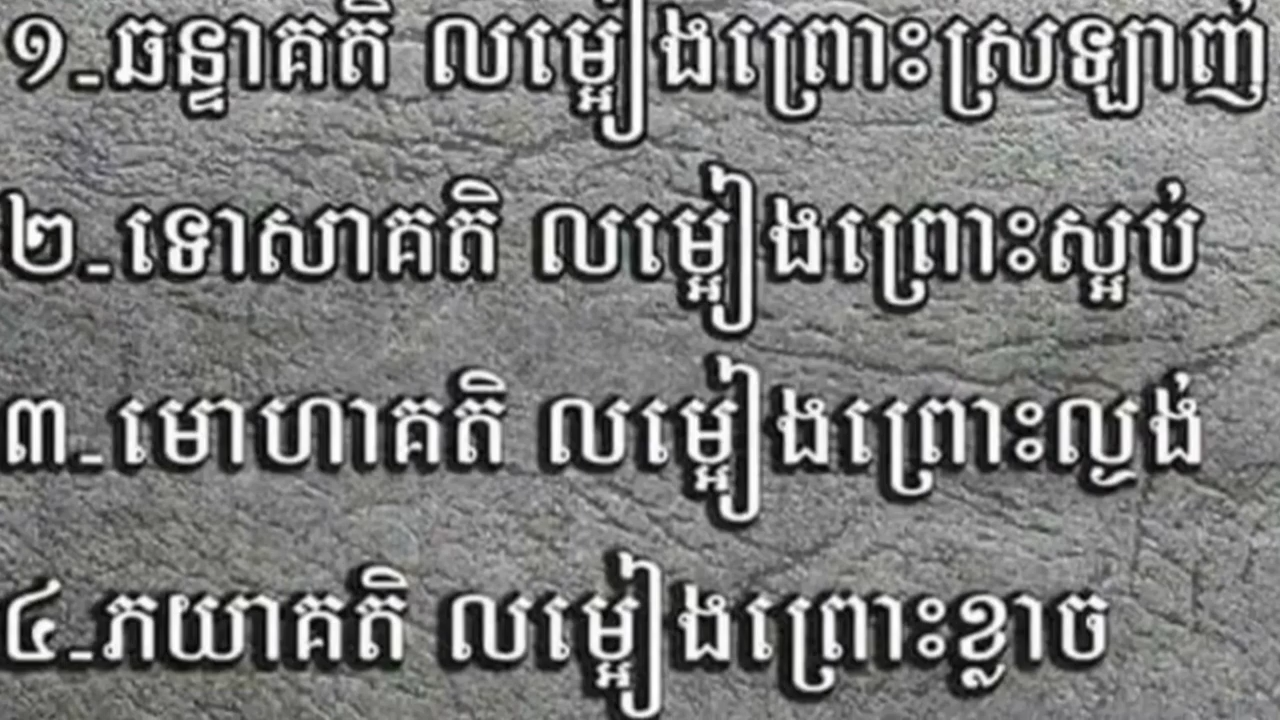 ១_ឆន្ទាគតិ លម្អៀងព្រោះស្រឡាញ់
២_ទោសាគតិ លម្អៀងព្រោះស្អប់
៣_មោហាគតិ លម្អៀងព្រោះល្ងង់
៤_ភយាគតិ លម្អៀងព្រោះខ្លាច